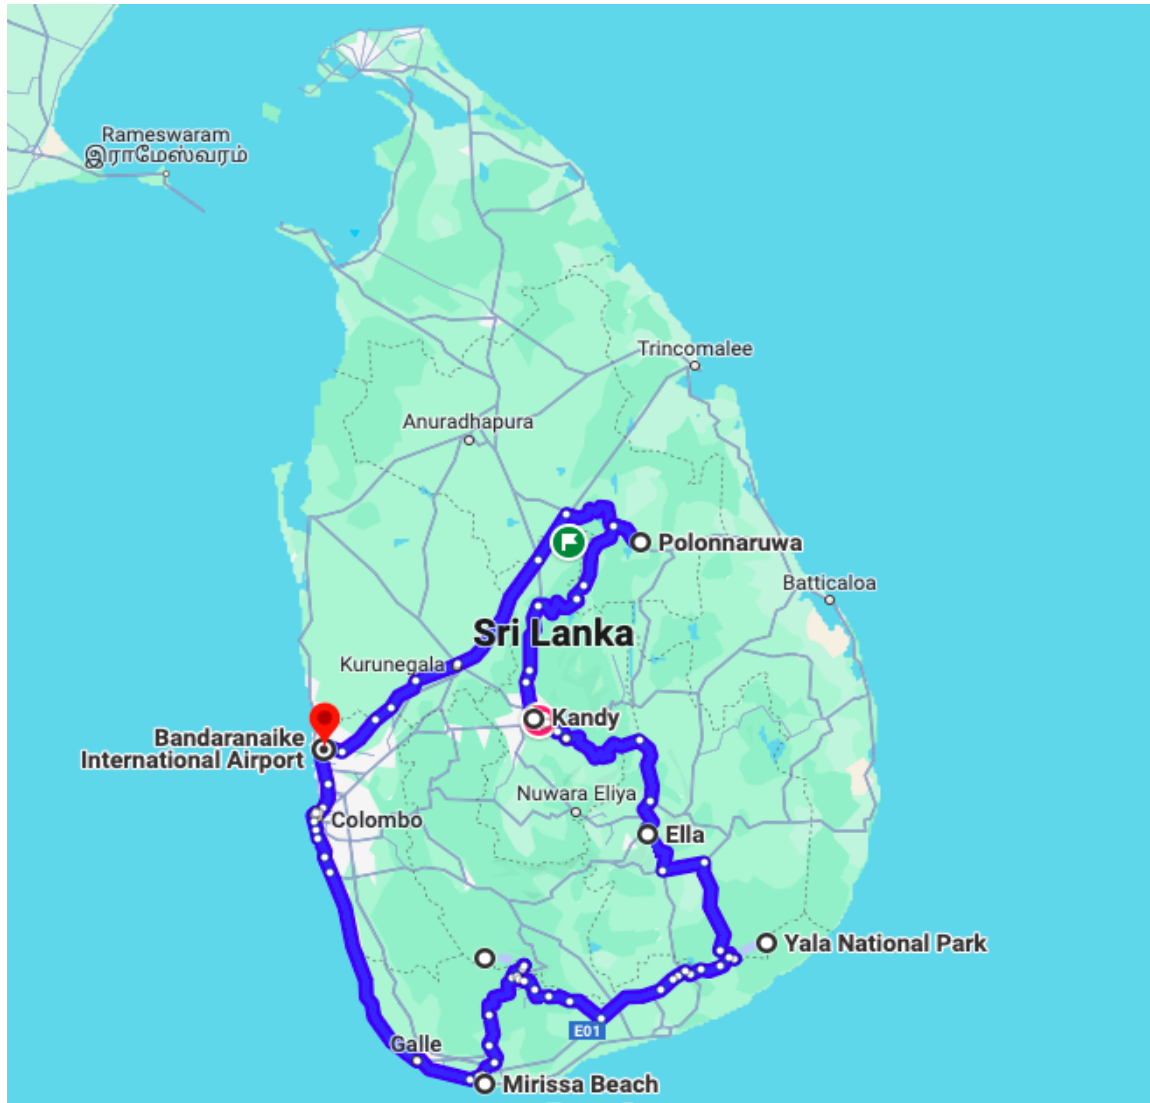 Rameswaram
இராமேஸ்வரம்
Trincomalee
Anuradhapura
Polonnaruwa
Batticaloa
Sri Lanka
Kurunegala
Kandy
Bandaranaike
International Airport
Nuwara Eliya
Colombo
Ella
Yala National Park
E01
Galle
Mirissa Beach